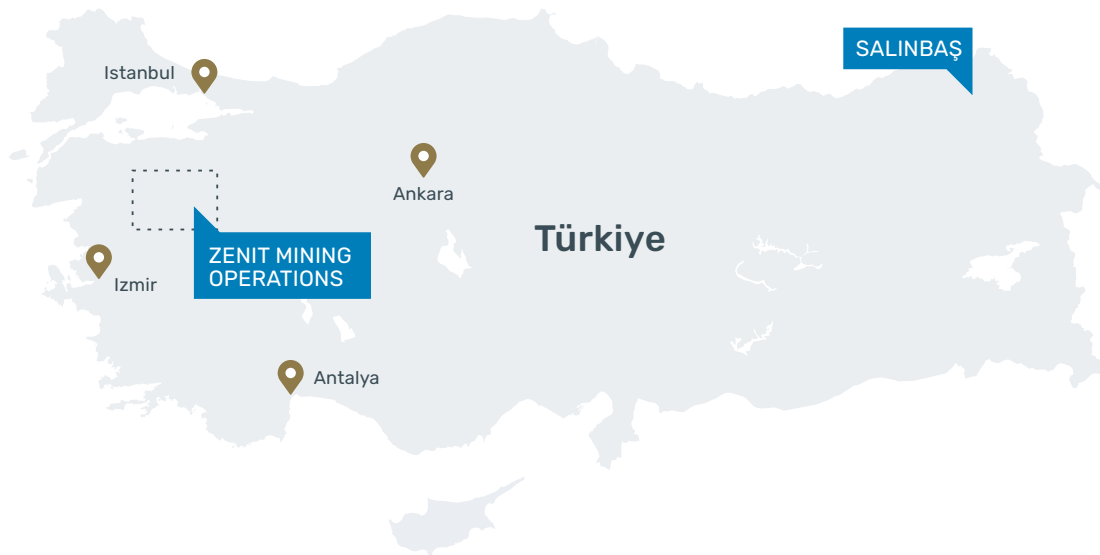 SALINBAŞ
Istanbul
Ankara
Türkiye
ZENIT MINING
OPERATIONS
Izmir
Antalya